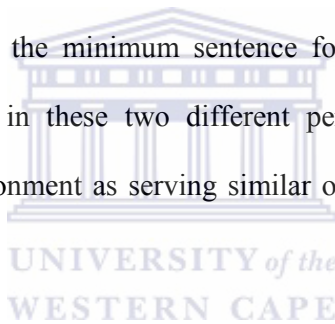 the minimum sentence fo
in these two different pe
onment as serving similar o
UNIVERSITY of the
WESTERN CAPE